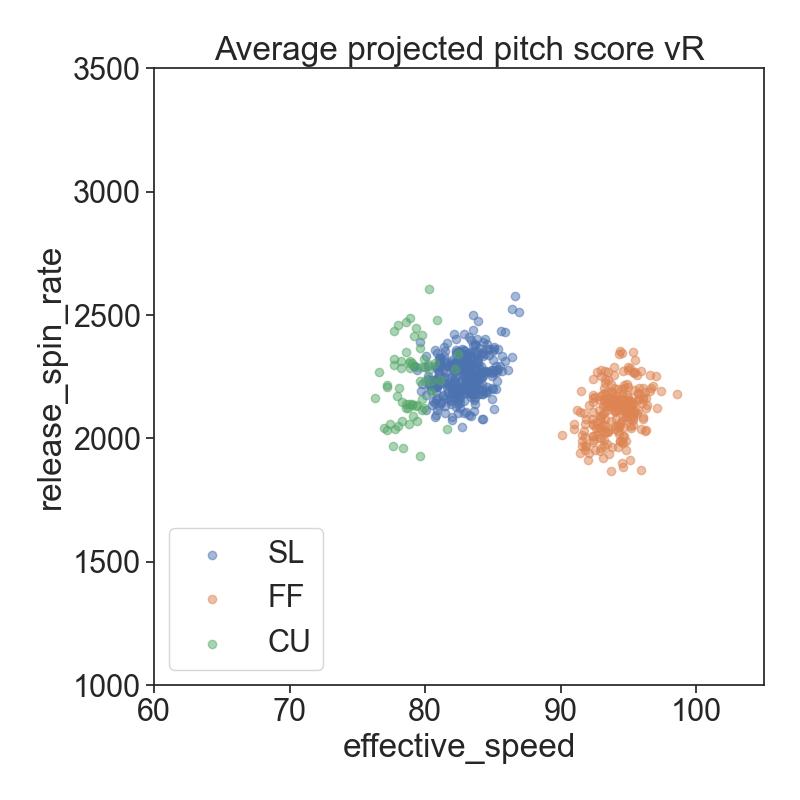 Average projected pitch score vR
3500
3000
2500
2000
1500
1000
release_spin_rate
SL
FF
CU
60
70
80
90
100
effective_speed